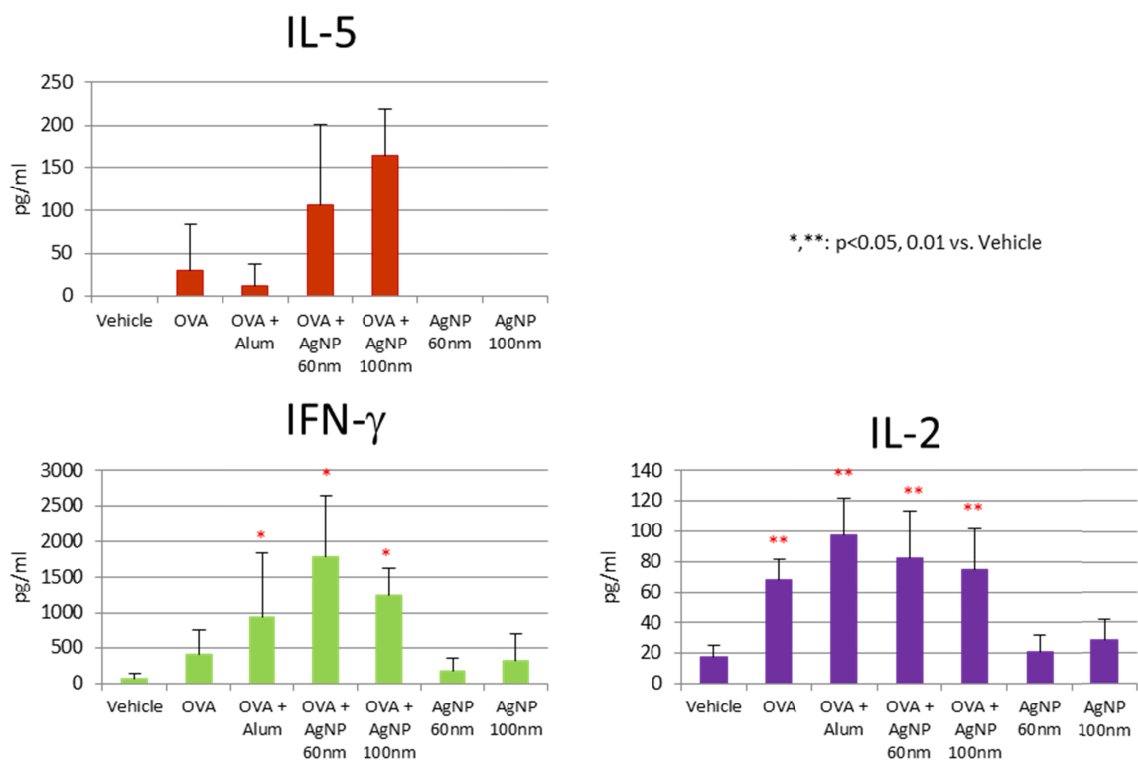 IL-5
250
200
150
100
50
0
pg/ml
Vehicle OVA OVA + OVA + OVA + AgNP AgNP
Alum AgNP AgNP 60nm 100nm
60nm 100nm
*,**: p<0.05, 0.01 vs. Vehicle
IFN-γ
3000
2500
2000
1500
1000
500
0
pg/ml
* * *
Vehicle OVA OVA + OVA + OVA + AgNP AgNP
Alum AgNP AgNP 60nm 100nm
60nm 100nm
IL-2
140
120
100
80
60
40
20
0
pg/ml
** ** ** **
Vehicle OVA OVA + OVA + OVA + AgNP AgNP
Alum AgNP AgNP 60nm 100nm
60nm 100nm